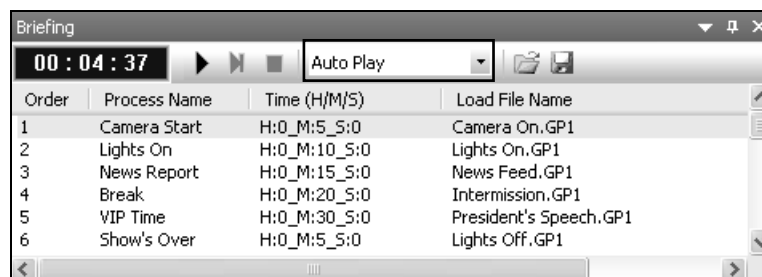 Briefing
00 : 04 : 37 Auto Play
Order Process Name Time (H/M/S) Load File Name
1 Camera Start H:0_M:5_S:0 Camera On.GP1
2 Lights On H:0_M:10_S:0 Lights On.GP1
3 News Report H:0_M:15_S:0 News Feed.GP1
4 Break H:0_M:20_S:0 Intermission.GP1
5 VIP Time H:0_M:30_S:0 President's Speech.GP1
6 Show's Over H:0_M:5_S:0 Lights Off.GP1